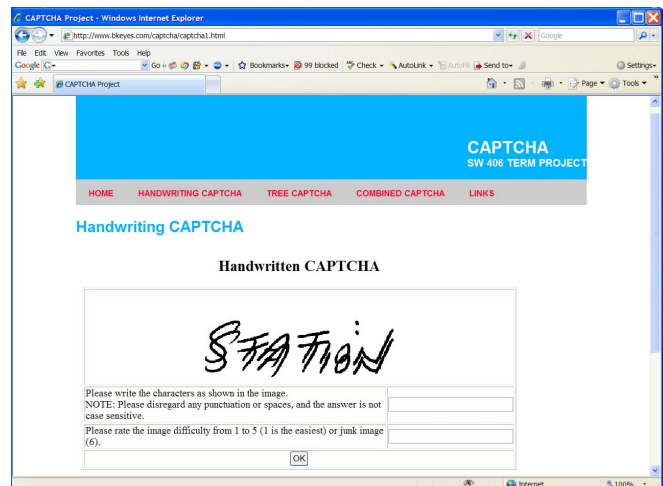 CAPTCHA Project - Windows Internet Explorer
http://www.bkeyes.com/captcha/captcha1.html
Google
File Edit View Favorites Tools Help
Google G Go Bookmarks 99 blocked Check AutoLink AutoFill Send to Settings
CAPTCHA Project
Page Tools
CAPTCHA
SW 406 TERM PROJECT
HOME HANDWRITING CAPTCHA TREE CAPTCHA COMBINED CAPTCHA LINKS
Handwriting CAPTCHA
Handwritten CAPTCHA
STATION
Please write the characters as shown in the image.
NOTE: Please disregard any punctuation or spaces, and the answer is not
case sensitive.
Please rate the image difficulty from 1 to 5 (1 is the easiest) or junk image
(6).
OK
Internet 100%